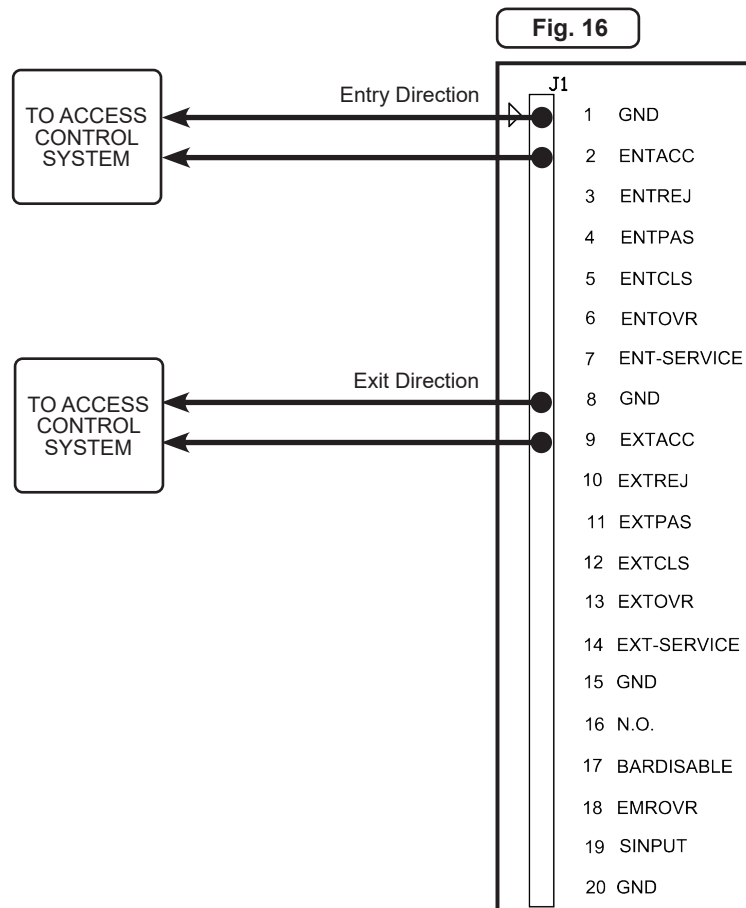 Fig. 16
J1
TO ACCESS
CONTROL
SYSTEM
Entry Direction
1 GND
2 ENTACC
3 ENTREJ
4 ENTPAS
5 ENTCLS
6 ENTOVR
7 ENT-SERVICE
TO ACCESS
CONTROL
SYSTEM
Exit Direction
8 GND
9 EXTACC
10 EXTREJ
11 EXTPAS
12 EXTCLS
13 EXTOVR
14 EXT-SERVICE
15 GND
16 N.O.
17 BARDISABLE
18 EMROVR
19 SINPUT
20 GND